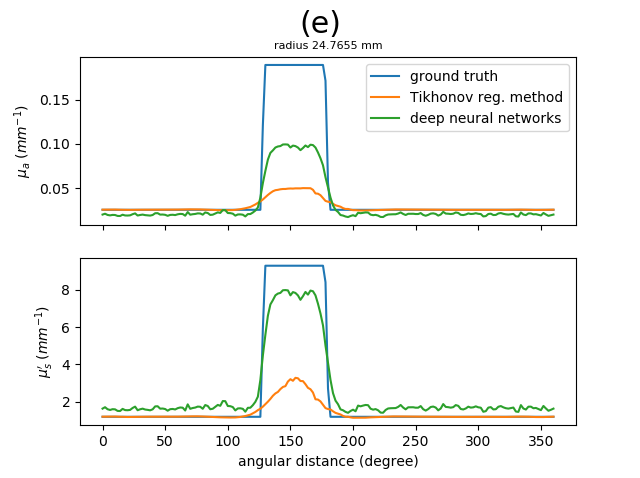 (e)
radius 24.7655 mm
ground truth
Tikhonov reg. method
deep neural networks
μₐ (mm⁻¹)
0.15
0.10
0.05
μ′ₛ (mm⁻¹)
8
6
4
2
0 50 100 150 200 250 300 350
angular distance (degree)